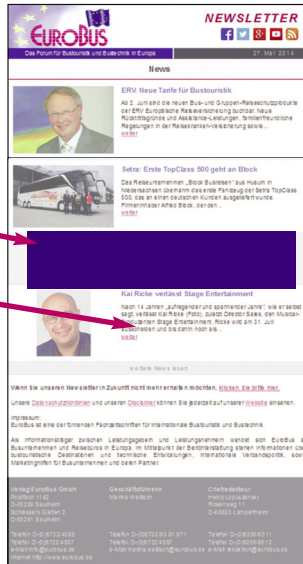 EUROBUS
NEWSLETTER
Das Forum für Bustouristik und Bustechnik in Europa
27. Mai 2014
News
ERV: Neue Tarife für Bustouristik
Ab 2. Juni sind die neuen Bus- und Gruppen-Reiseschutzprodukte
der ERV Europäische Reiseversicherung buchbar. Neue
Rücktrittsgründe und Assistance-Leistungen, familienfreundliche
Regelungen in der Reisekranken-Versicherung sowie...
weiter
Setra: Erste TopClass 500 geht an Block
Das Reiseunternehmen „Block Busreisen" aus Husum in
Niedersachsen übernahm das erste Fahrzeug der Setra TopClass
500, das an einen deutschen Kunden ausgeliefert wurde.
Firmeninhaber Alfred Block, der den...
weiter
Kai Ricke verlässt Stage Entertainment
Nach 14 Jahren „aufregender und spannender Jahre", wie er selbst
sagt, verlässt Kai Ricke (Foto), zuletzt Director Sales, den Musical-
Produzenten Stage Entertainment. Ricke wird am 31. Juli
ausscheiden und bis dahin noch als...
weiter
weitere News lesen
Wenn Sie unseren Newsletter in Zukunft nicht mehr erhalten möchten, klicken Sie bitte hier.
Unsere Datenschutzrichtlinien und unseren Disclaimer können Sie jederzeit auf unserer Website einsehen.
Impressum:
EuroBus ist eine der führenden Fachzeitschriften für internationale Bustouristik und Bustechnik.
Als Informationsträger zwischen Leistungsgebern und Leistungsnehmern wendet sich EuroBus a
Busunternehmen und Reisebüros in Europa. Im Mittelpunkt der Berichterstattung stehen Informationen übe
bustouristische Destinationen und technische Entwicklungen, internationale Verbandspolitik, sow
Marketinghilfen für Busunternehmen und deren Partner.
Verlag EuroBus GmbH
Geschäftsführerin
Chefredakteur
Postfach 1142
Martha Weitsch
Heinz
Rosenweg 11